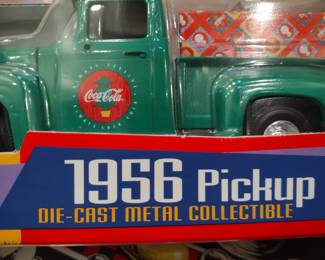 Coca-Cola
1956 Pickup
DIE-CAST METAL COLLECTIBLE